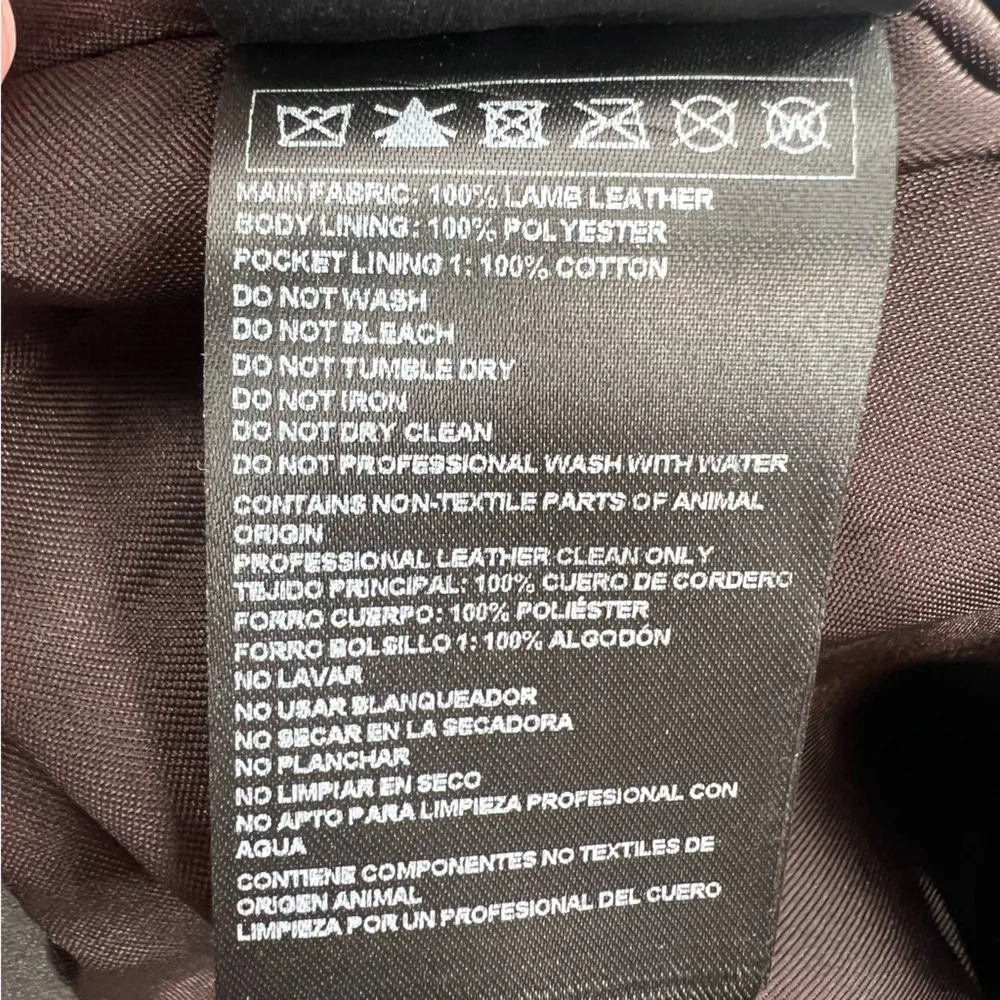 MAIN FABRIC: 100% LAMB LEATHER
BODY LINING: 100% POLYESTER
POCKET LINING 1: 100% COTTON
DO NOT WASH
DO NOT BLEACH
DO NOT TUMBLE DRY
DO NOT IRON
DO NOT DRY CLEAN
DO NOT PROFESSIONAL WASH WITH WATER
CONTAINS NON-TEXTILE PARTS OF ANIMAL
ORIGIN
PROFESSIONAL LEATHER CLEAN ONLY
TEJIDO PRINCIPAL: 100% CUERO DE CORDERO
FORRO CUERPO: 100% POLIÉSTER
FORRO BOLSILLO 1: 100% ALGODÓN
NO LAVAR
NO USAR BLANQUEADOR
NO SECAR EN LA SECADORA
NO PLANCHAR
NO LIMPIAR EN SECO
NO APTO PARA LIMPIEZA PROFESIONAL CON
AGUA
CONTIENE COMPONENTES NO TEXTILES DE
ORIGEN ANIMAL
LIMPIEZA POR UN PROFESIONAL DEL CUERO